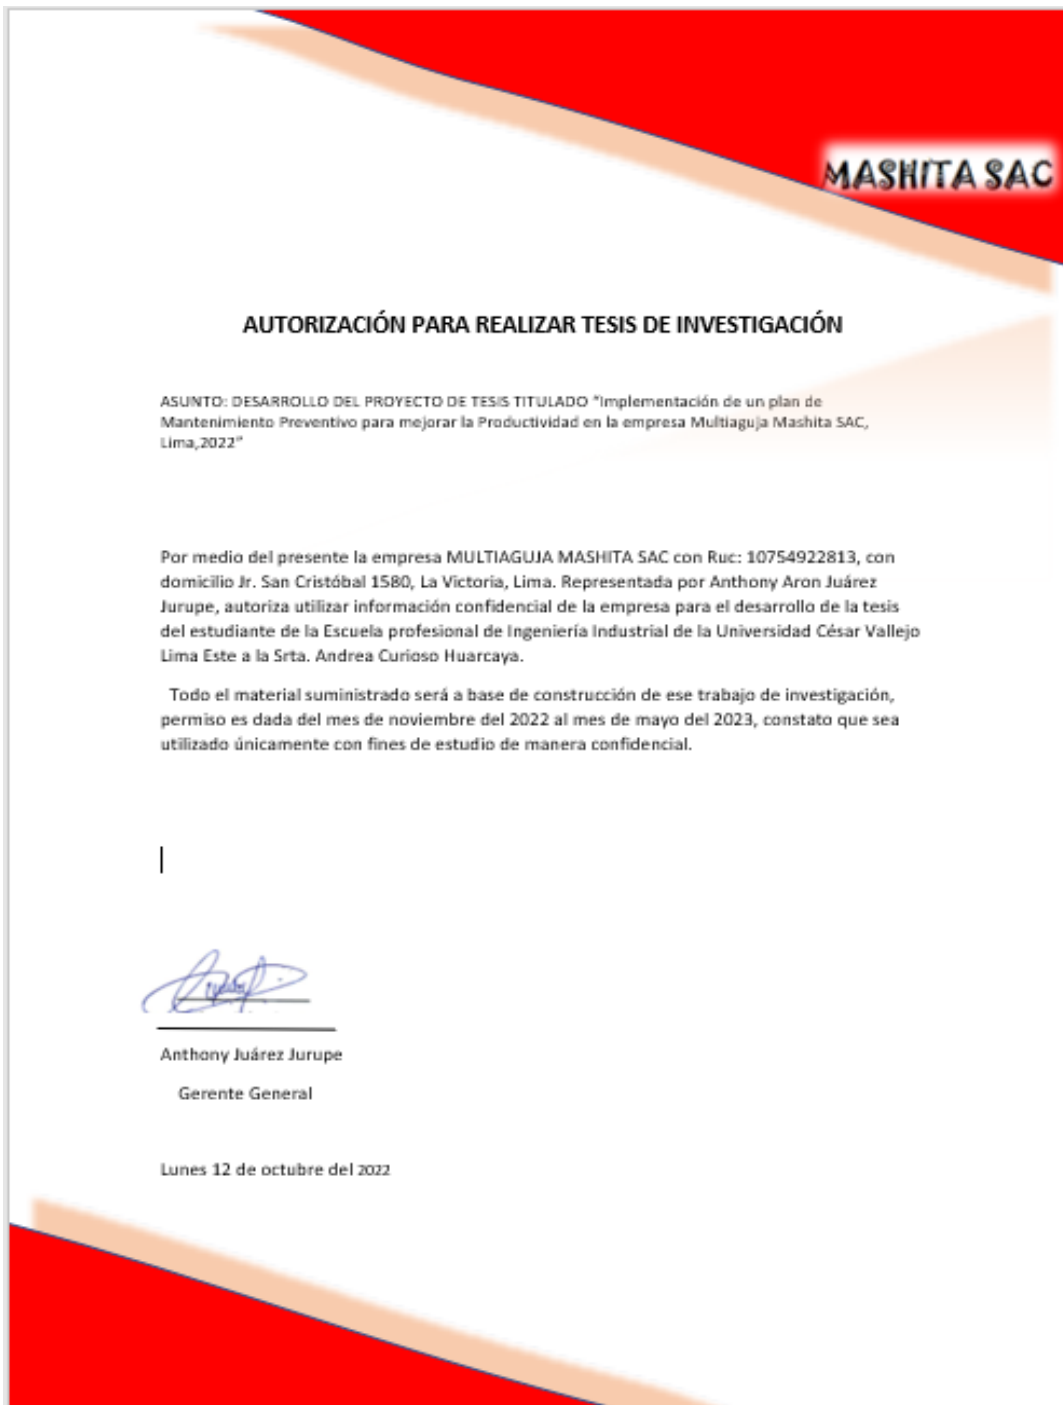 MASHITA SAC
AUTORIZACIÓN PARA REALIZAR TESIS DE INVESTIGACIÓN
ASUNTO: DESARROLLO DEL PROYECTO DE TESIS TITULADO "Implementación de un plan de
Mantenimiento Preventivo para mejorar la Productividad en la empresa Multiaguja Mashita SAC,
Lima,2022"
Por medio del presente la empresa MULTIAGUJA MASHITA SAC con Ruc: 10754922813, con
domicilio Jr. San Cristóbal 1580, La Victoria, Lima. Representada por Anthony Aron Juárez
Jurupe, autoriza utilizar información confidencial de la empresa para el desarrollo de la tesis
del estudiante de la Escuela profesional de Ingeniería Industrial de la Universidad César Vallejo
Lima Este a la Srta. Andrea Curioso Huarcaya.
Todo el material suministrado será a base de construcción de ese trabajo de investigación,
permiso es dada del mes de noviembre del 2022 al mes de mayo del 2023, constato que sea
utilizado únicamente con fines de estudio de manera confidencial.
Anthony Juárez Jurupe
Gerente General
Lunes 12 de octubre del 2022